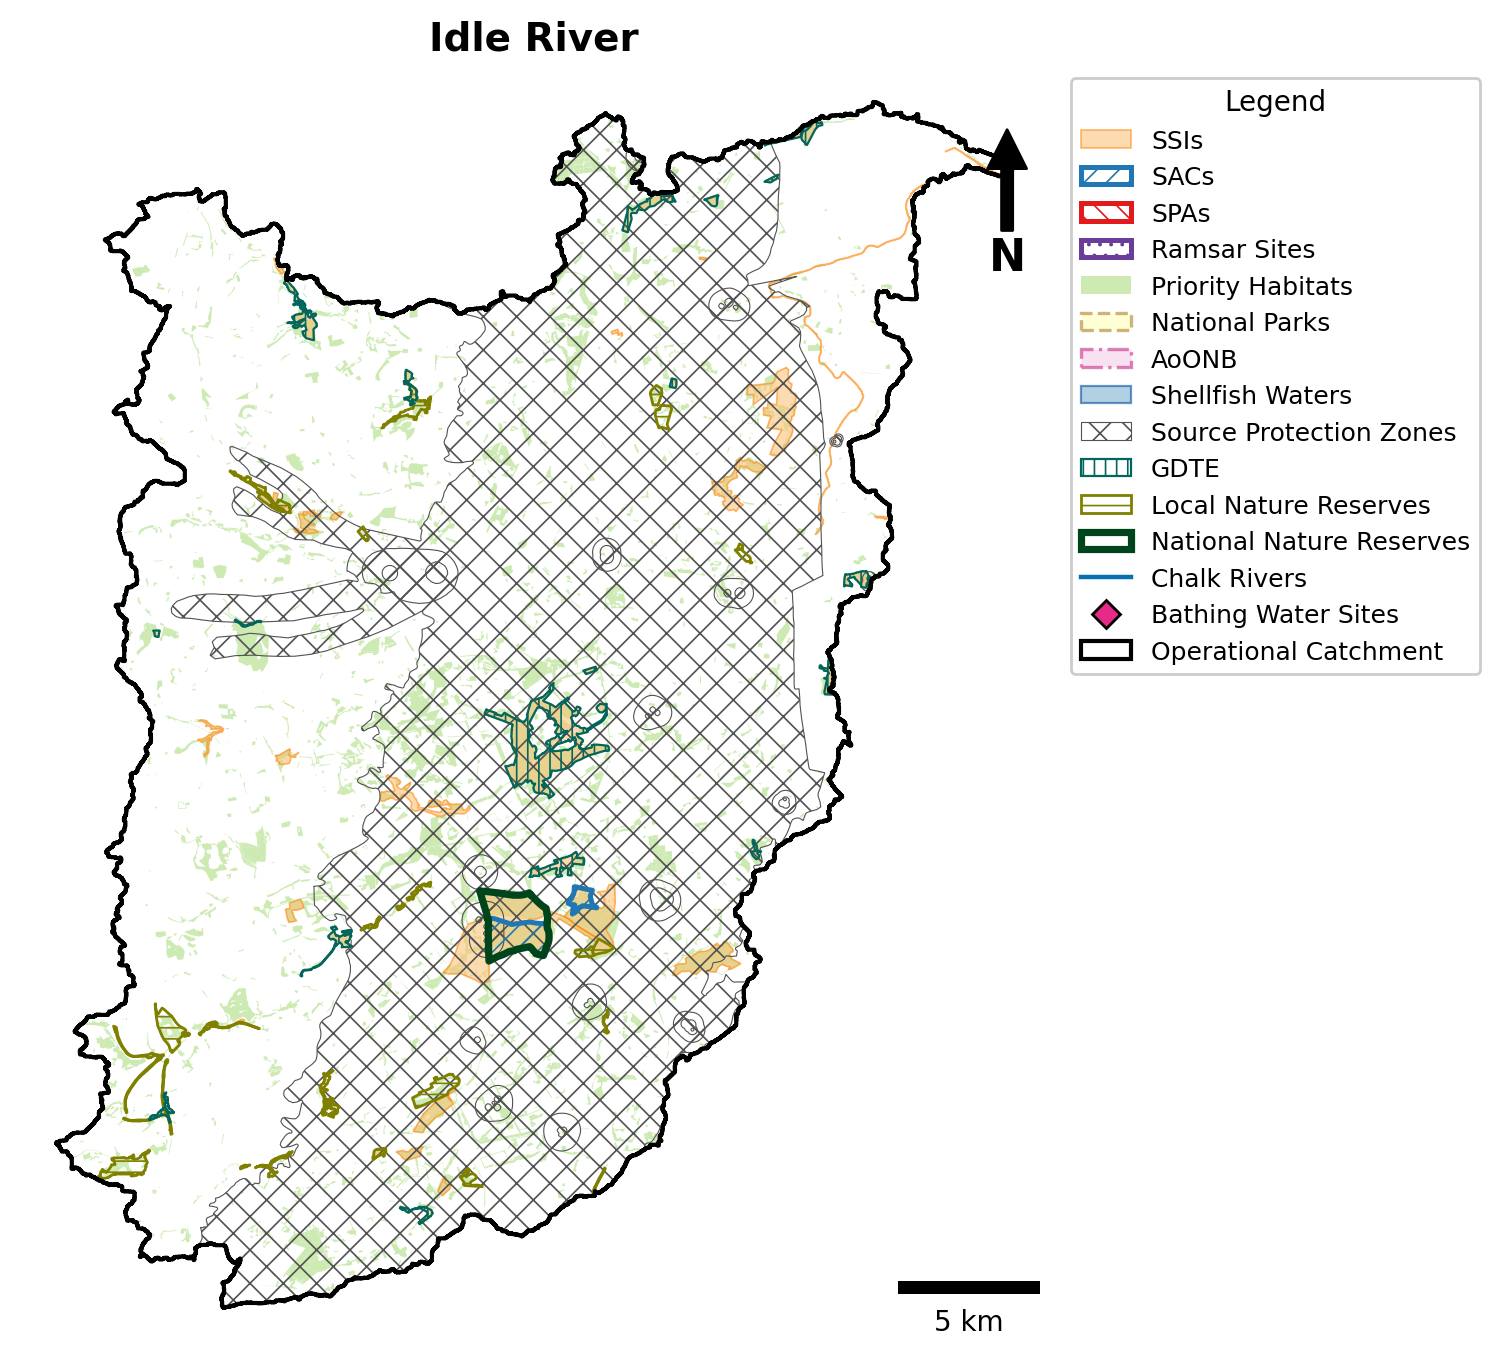 Idle River
Legend
SSIs
SACs
SPAs
Ramsar Sites
Priority Habitats
National Parks
AoONB
Shellfish Waters
Source Protection Zones
GDTE
Local Nature Reserves
National Nature Reserves
Chalk Rivers
Bathing Water Sites
Operational Catchment
N
5 km